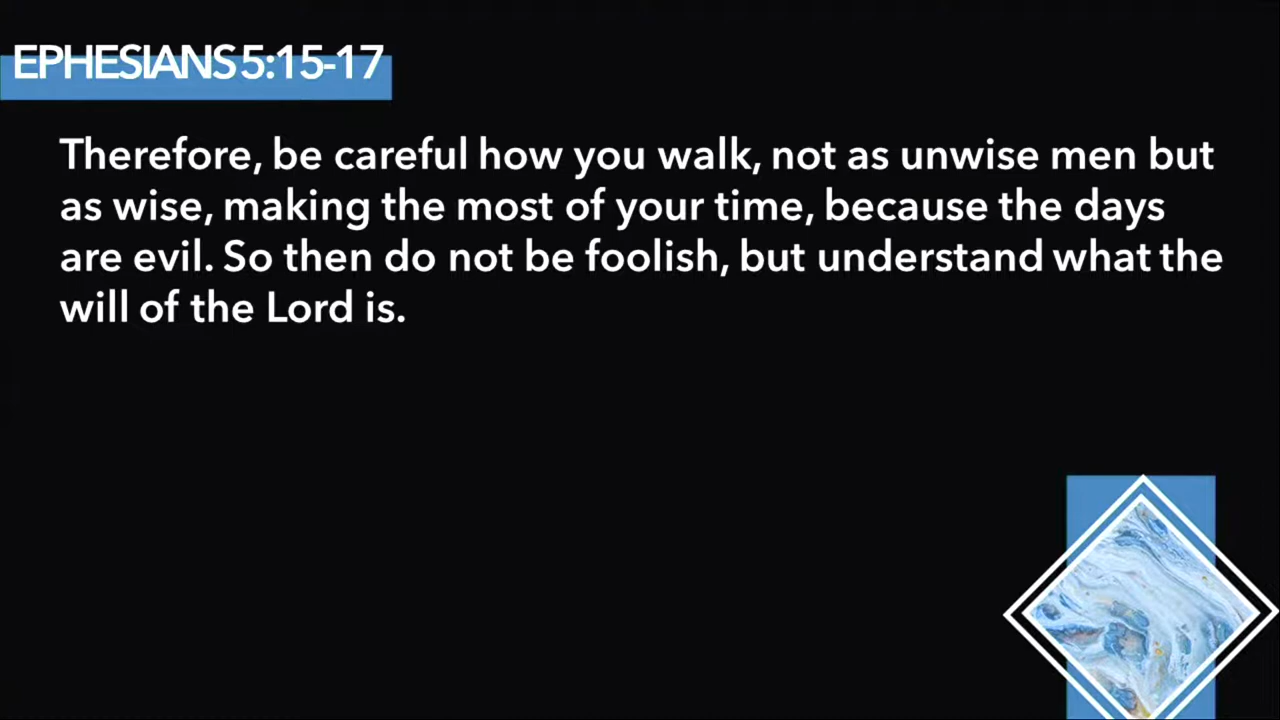 EPHESIANS 5:15-17
Therefore, be careful how you walk, not as unwise men but
as wise, making the most of your time, because the days
are evil. So then do not be foolish, but understand what the
will of the Lord is.